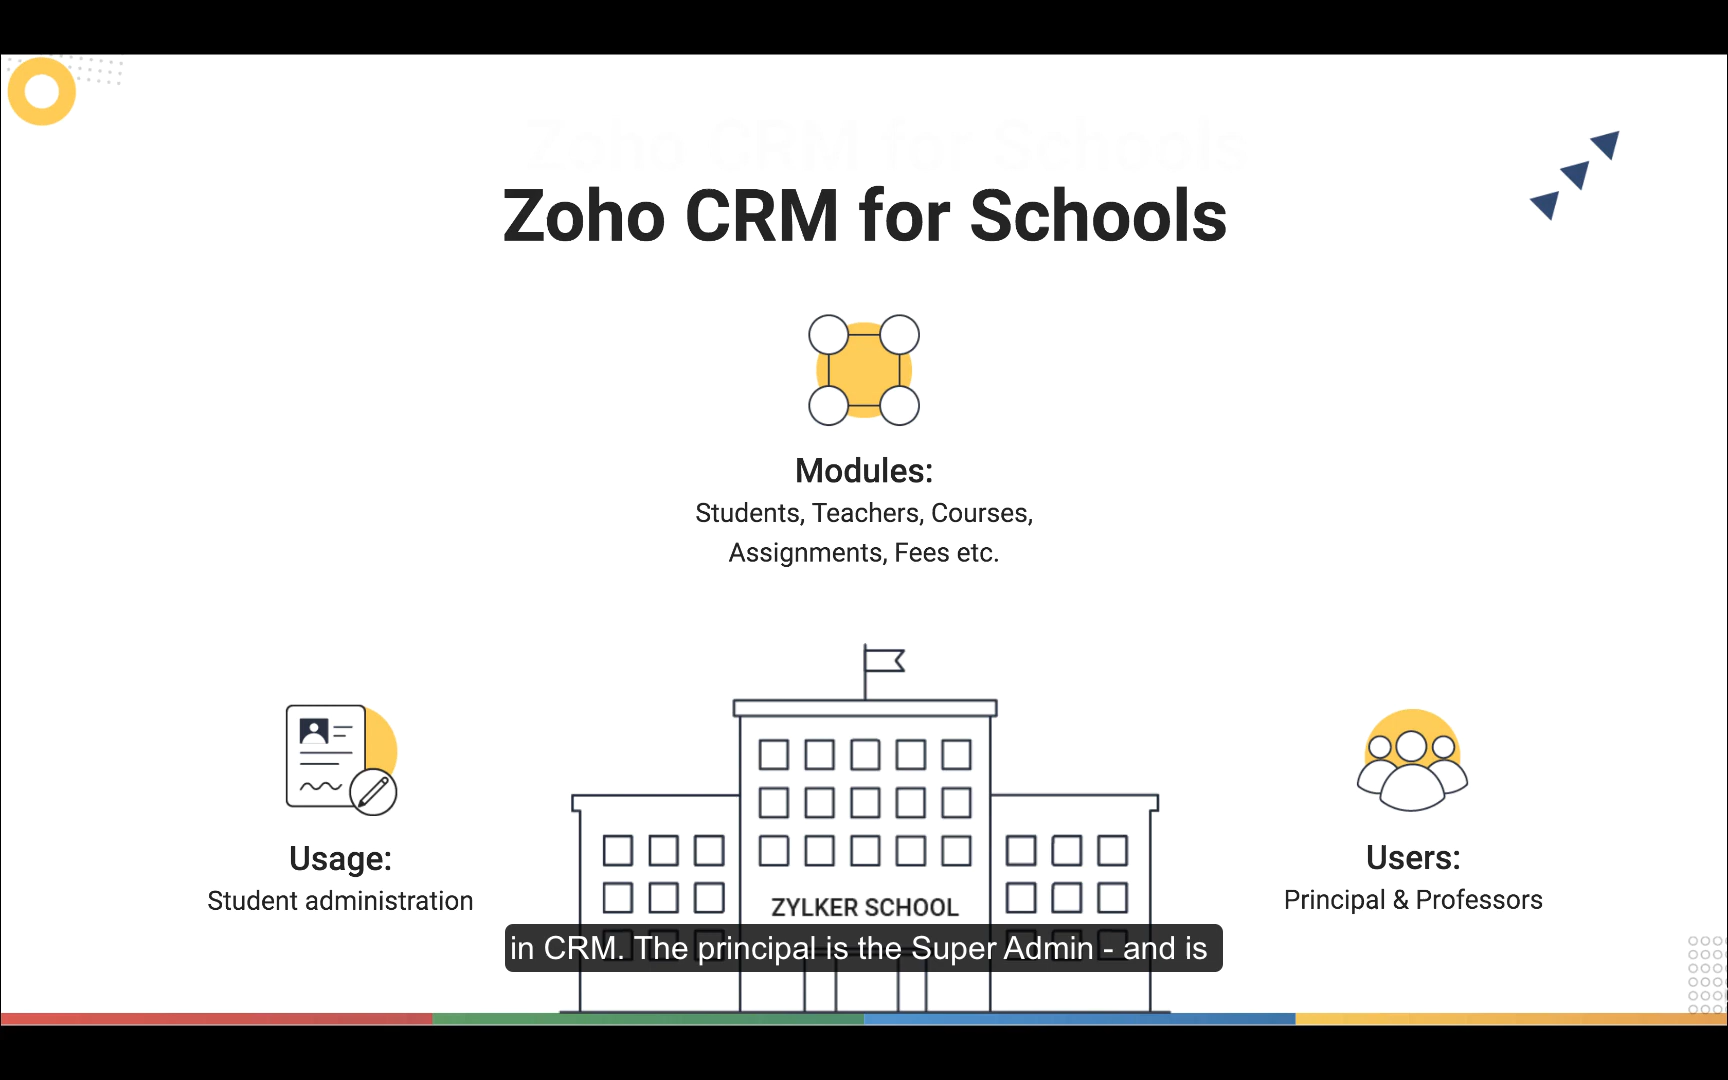 Zoho CRM for Schools
Modules:
Students, Teachers, Courses,
Assignments, Fees etc.
Usage:
Student administration
Users:
Principal & Professors
ZYLKER SCHOOL
in CRM. The principal is the Super Admin - and is